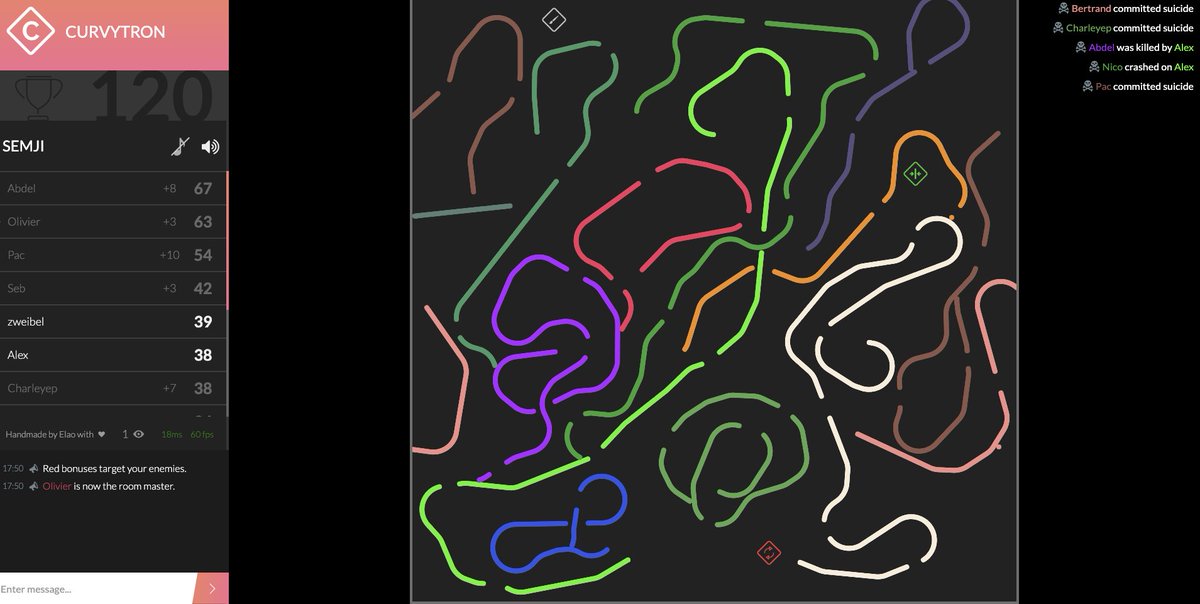 C CURVYTRON
120
SEMJI
Abdel +8 67
Olivier +3 63
Pac +10 54
Seb +3 42
zweibel 39
Alex 38
Charleyep +7 38
Handmade by Elao with ♥ 1 18ms 60 fps
17:50 Red bonuses target your enemies.
17:50 Olivier is now the room master.
Enter message...
Bertrand committed suicide
Charleyep committed suicide
Abdel was killed by Alex
Nico crashed on Alex
Pac committed suicide